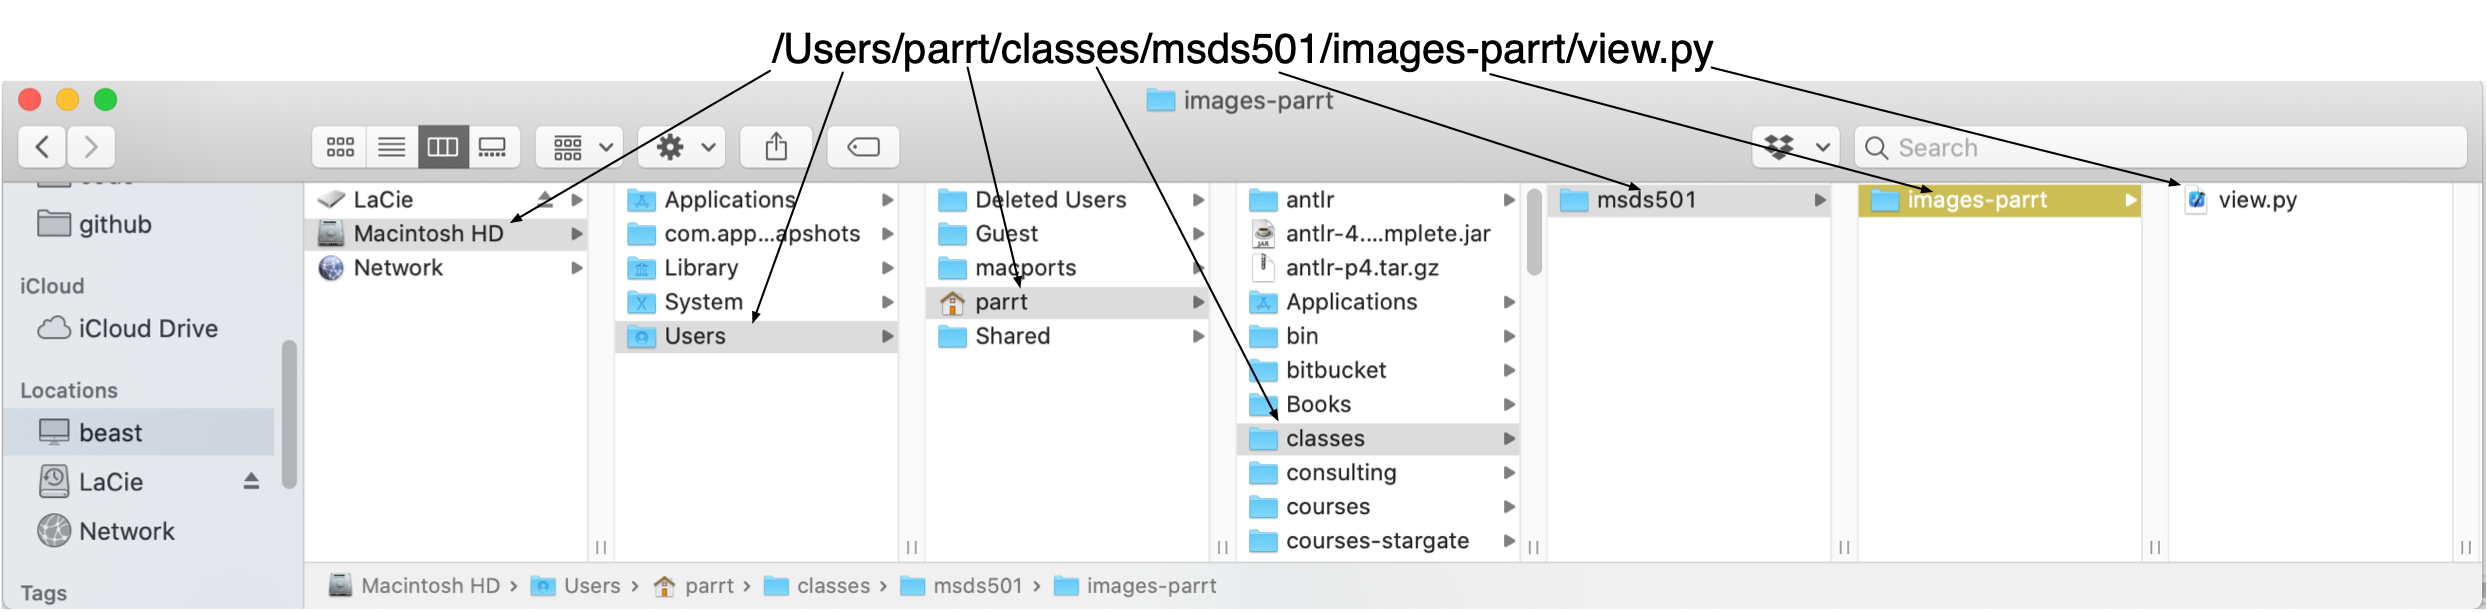 /Users/parrt/classes/msds501/images-parrt/view.py
images-parrt
Search
github
iCloud
iCloud Drive
Locations
beast
LaCie
Network
Tags
LaCie
Macintosh HD
Network
Applications
com.app...apshots
Library
System
Users
Deleted Users
Guest
macports
parrt
Shared
antlr
antlr-4....mplete.jar
antlr-p4.tar.gz
Applications
bin
bitbucket
Books
classes
consulting
courses
courses-stargate
msds501
images-parrt
view.py
Macintosh HD › Users › parrt › classes › msds501 › images-parrt